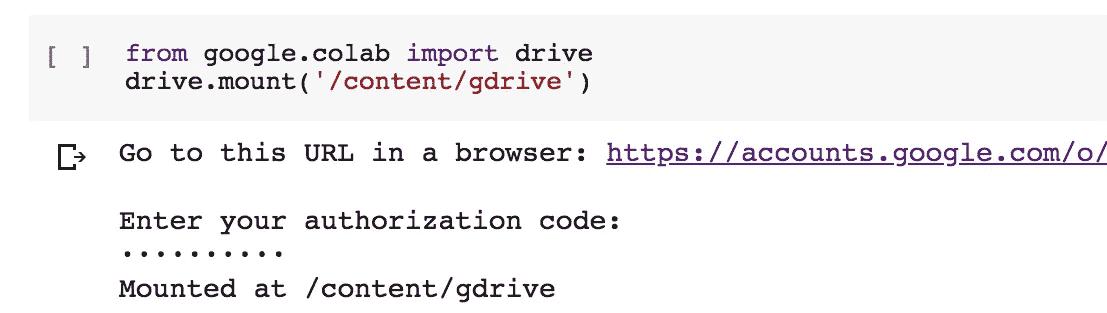 [ ] from google.colab import drive
drive.mount('/content/gdrive')
Go to this URL in a browser: https://accounts.google.com/o/
Enter your authorization code:
··········
Mounted at /content/gdrive